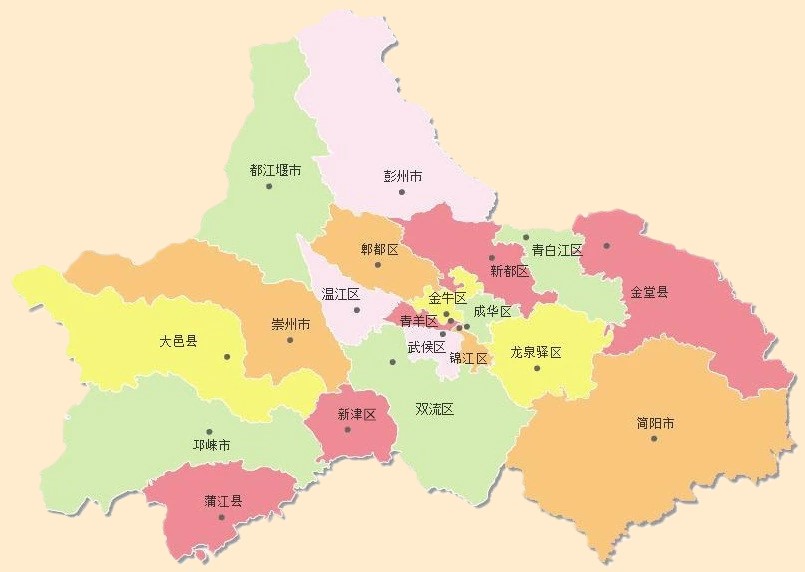 都江堰市
彭州市
郫都区
青白江区
新都区
金堂县
温江区
金牛区
成华区
青羊区
崇州市
大邑县
武侯区
锦江区
龙泉驿区
新津区
双流区
简阳市
邛崃市
蒲江县